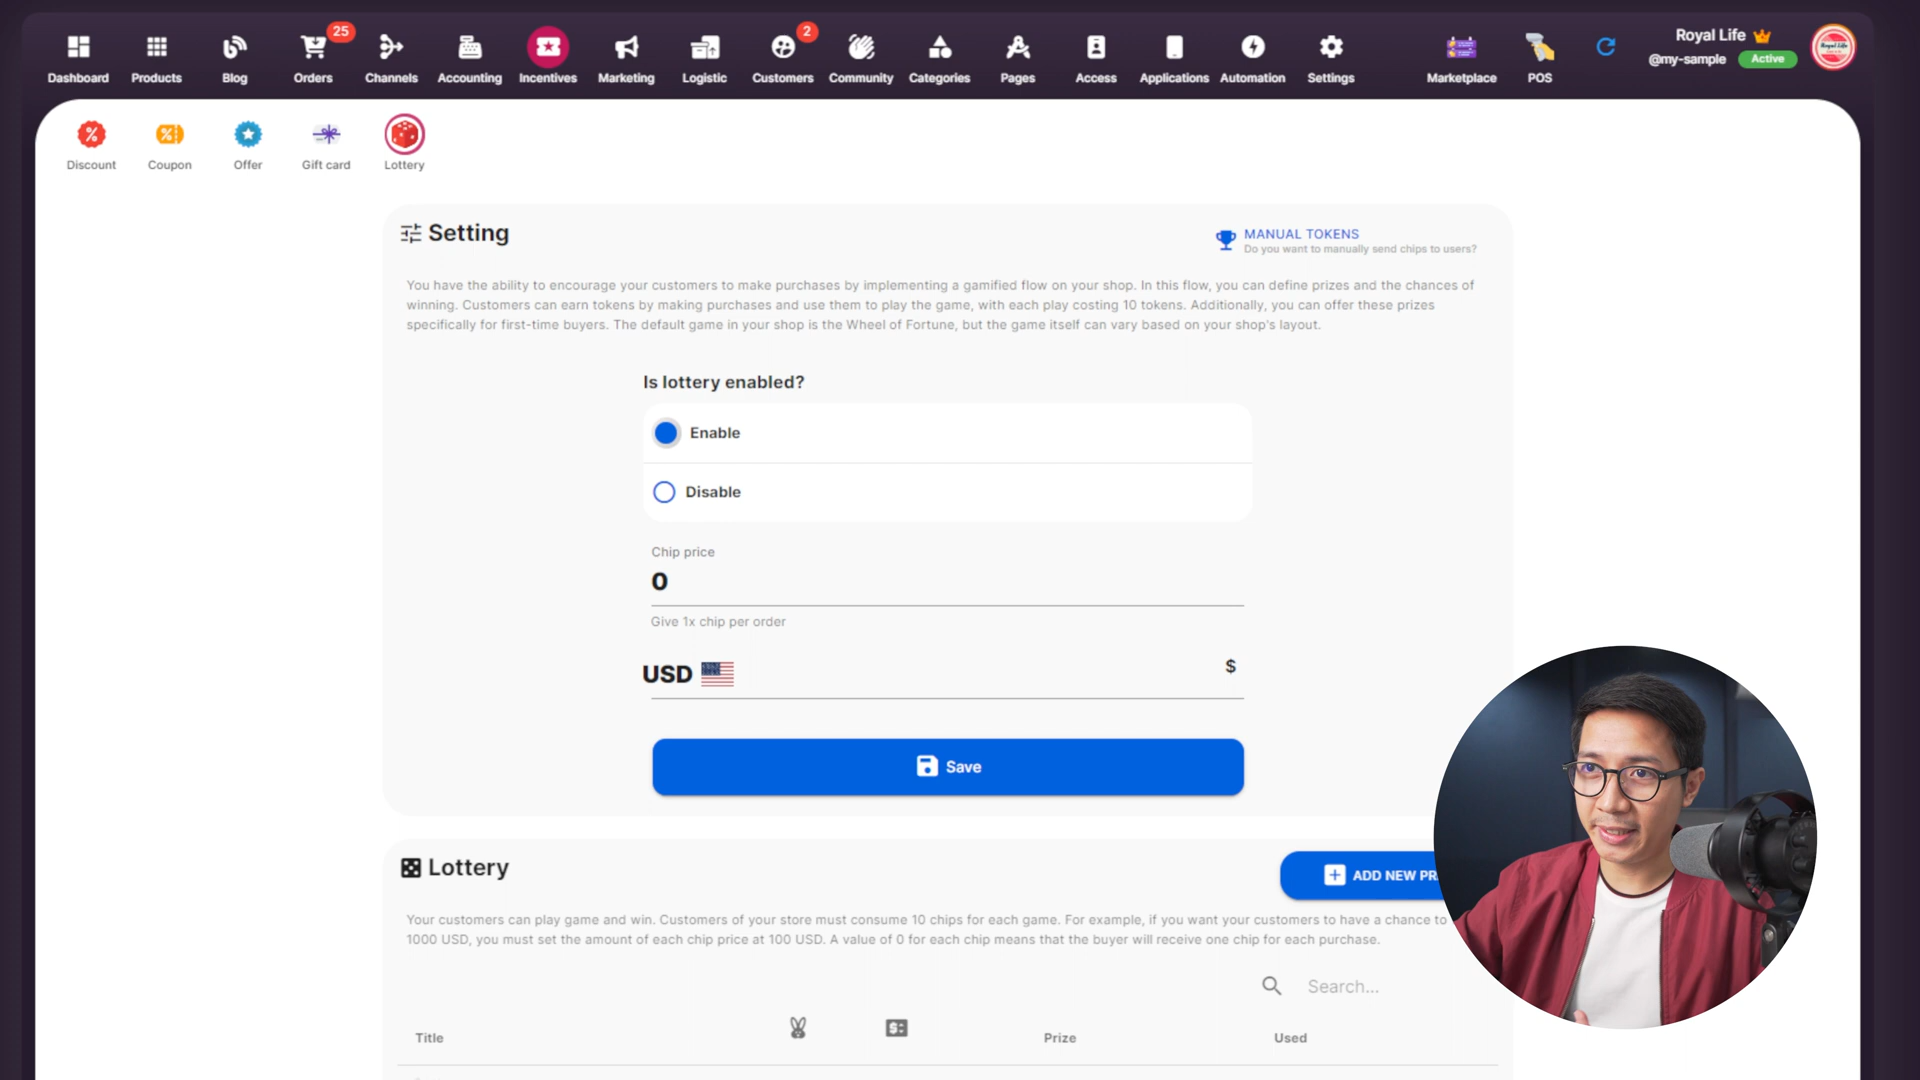 25
2
Dashboard
Products
Blog
Orders
Channels
Accounting
Incentives
Marketing
Logistic
Customers
Community
Categories
Pages
Access
Applications
Automation
Settings
Marketplace
POS
Royal Life
@my-sample
Active
Royal Life
Discount
Coupon
Offer
Gift card
Lottery
Setting
MANUAL TOKENS
Do you want to manually send chips to users?
You have the ability to encourage your customers to make purchases by implementing a gamified flow on your shop. In this flow, you can define prizes and the chances of
winning. Customers can earn tokens by making purchases and use them to play the game, with each play costing 10 tokens. Additionally, you can offer these prizes
specifically for first-time buyers. The default game in your shop is the Wheel of Fortune, but the game itself can vary based on your shop's layout.
Is lottery enabled?
Enable
Disable
Chip price
0
Give 1x chip per order
USD
$
Save
Lottery
ADD NEW PR
Your customers can play game and win. Customers of your store must consume 10 chips for each game. For example, if you want your customers to have a chance to
1000 USD, you must set the amount of each chip price at 100 USD. A value of 0 for each chip means that the buyer will receive one chip for each purchase.
Search...
Title
Prize
Used